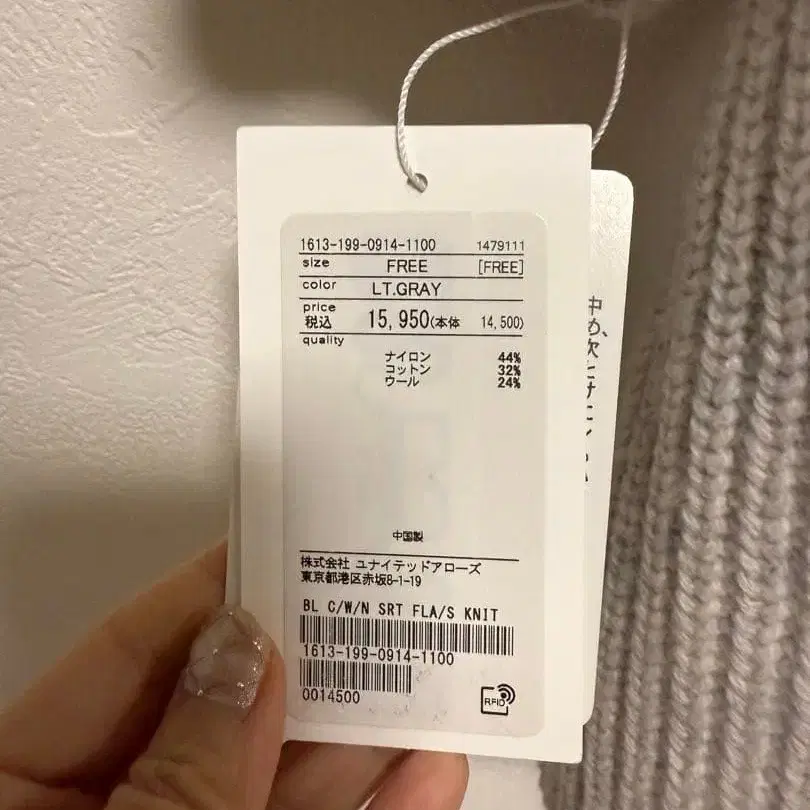 1613-199-0914-1100 1479111
size FREE [FREE]
color LT.GRAY
price
税込 15,950(本体 14,500)
quality
ナイロン 44%
コットン 32%
ウール 24%
中国製
株式会社 ユナイテッドアローズ
東京都港区赤坂8-1-19
BL C/W/N SRT FLA/S KNIT
1613-199-0914-1100
0014500
RFID